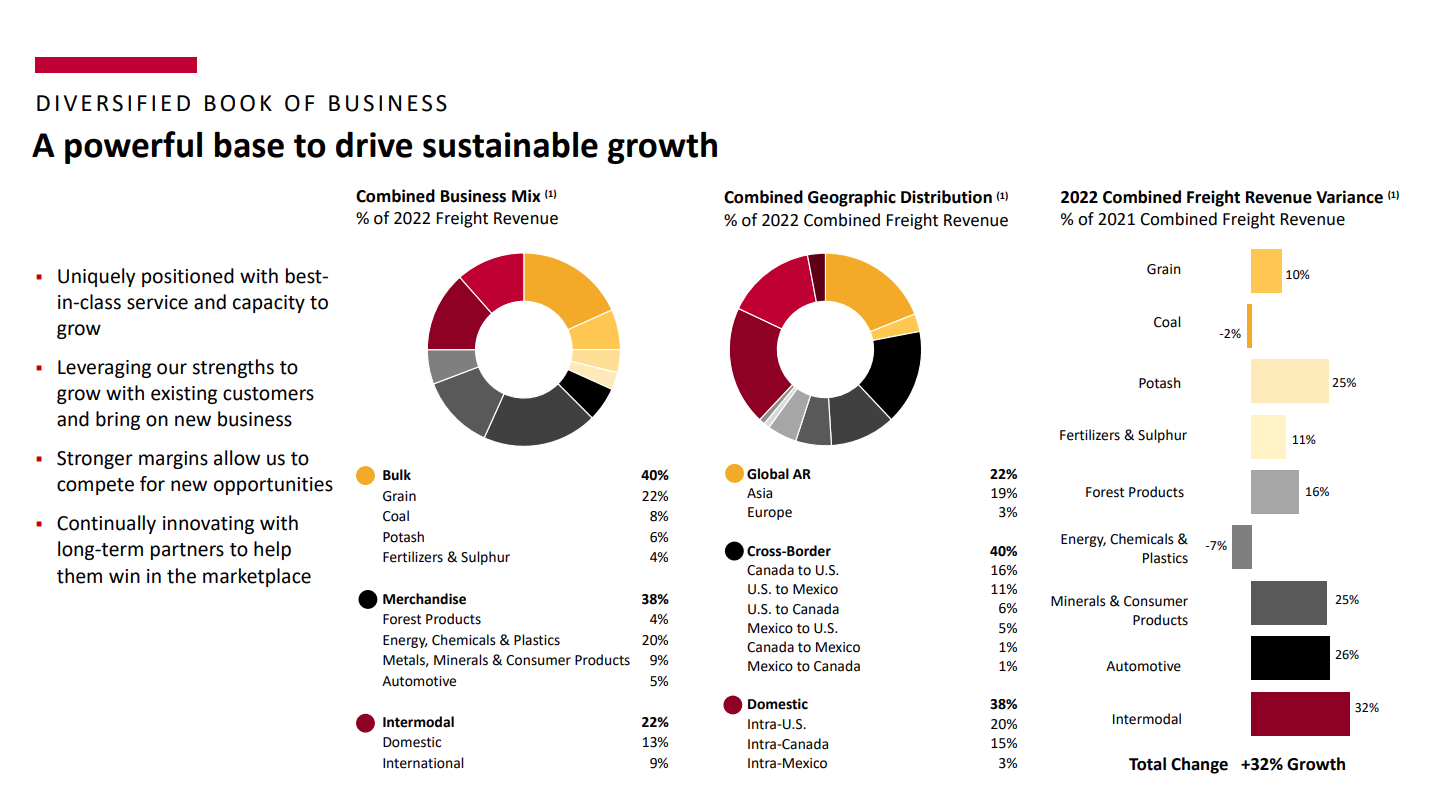 DIVERSIFIED BOOK OF BUSINESS
A powerful base to drive sustainable growth
▪ Uniquely positioned with best-
in-class service and capacity to
grow
▪ Leveraging our strengths to
grow with existing customers
and bring on new business
▪ Stronger margins allow us to
compete for new opportunities
▪ Continually innovating with
long-term partners to help
them win in the marketplace
Combined Business Mix (1)
% of 2022 Freight Revenue
Bulk 40%
Grain 22%
Coal 8%
Potash 6%
Fertilizers & Sulphur 4%
Merchandise 38%
Forest Products 4%
Energy, Chemicals & Plastics 20%
Metals, Minerals & Consumer Products 9%
Automotive 5%
Intermodal 22%
Domestic 13%
International 9%
Combined Geographic Distribution (1)
% of 2022 Combined Freight Revenue
Global AR 22%
Asia 19%
Europe 3%
Cross-Border 40%
Canada to U.S. 16%
U.S. to Mexico 11%
U.S. to Canada 6%
Mexico to U.S. 5%
Canada to Mexico 1%
Mexico to Canada 1%
Domestic 38%
Intra-U.S. 20%
Intra-Canada 15%
Intra-Mexico 3%
2022 Combined Freight Revenue Variance (1)
% of 2021 Combined Freight Revenue
Grain 10%
Coal -2%
Potash 25%
Fertilizers & Sulphur 11%
Forest Products 16%
Energy, Chemicals &
Plastics -7%
Minerals & Consumer
Products 25%
Automotive 26%
Intermodal 32%
Total Change +32% Growth